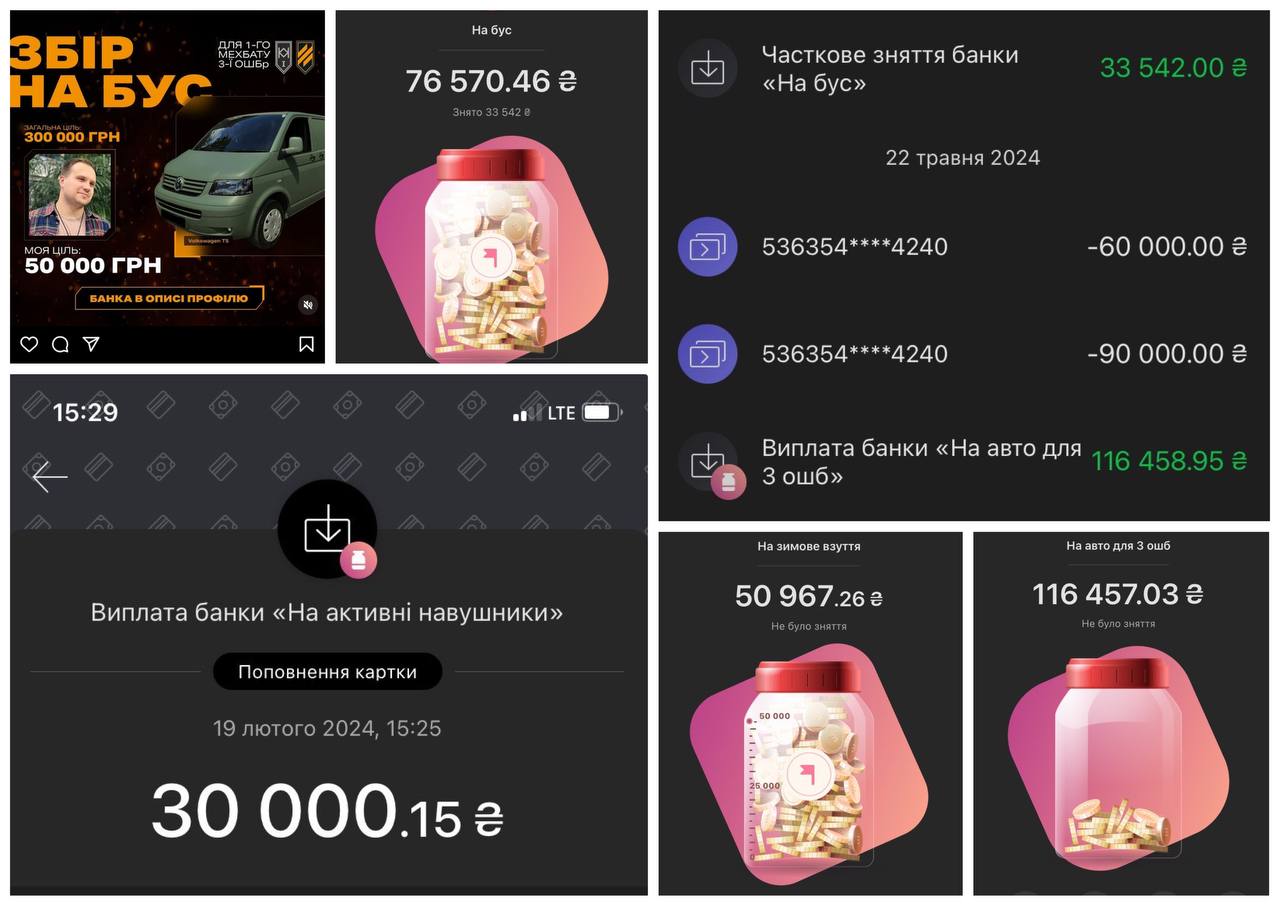 ЗБІР
НА БУС
ДЛЯ 1-ГО
МЕХБАТУ
3-Ї ОШБр
ЗАГАЛЬНА ЦІЛЬ:
300 000 ГРН
Volkswagen T5
МОЯ ЦІЛЬ:
50 000 ГРН
БАНКА В ОПИСІ ПРОФІЛЮ
На бус
76 570.46 ₴
Знято 33 542 ₴
Часткове зняття банки
«На бус»
33 542.00 ₴
22 травня 2024
536354****4240
-60 000.00 ₴
536354****4240
-90 000.00 ₴
Виплата банки «На авто для
3 ошб»
116 458.95 ₴
15:29
LTE
Виплата банки «На активні навушники»
Поповнення картки
19 лютого 2024, 15:25
30 000.15 ₴
На зимове взуття
50 967.26 ₴
Не було зняття
50 000
25 000
0
На авто для 3 ошб
116 457.03 ₴
Не було зняття